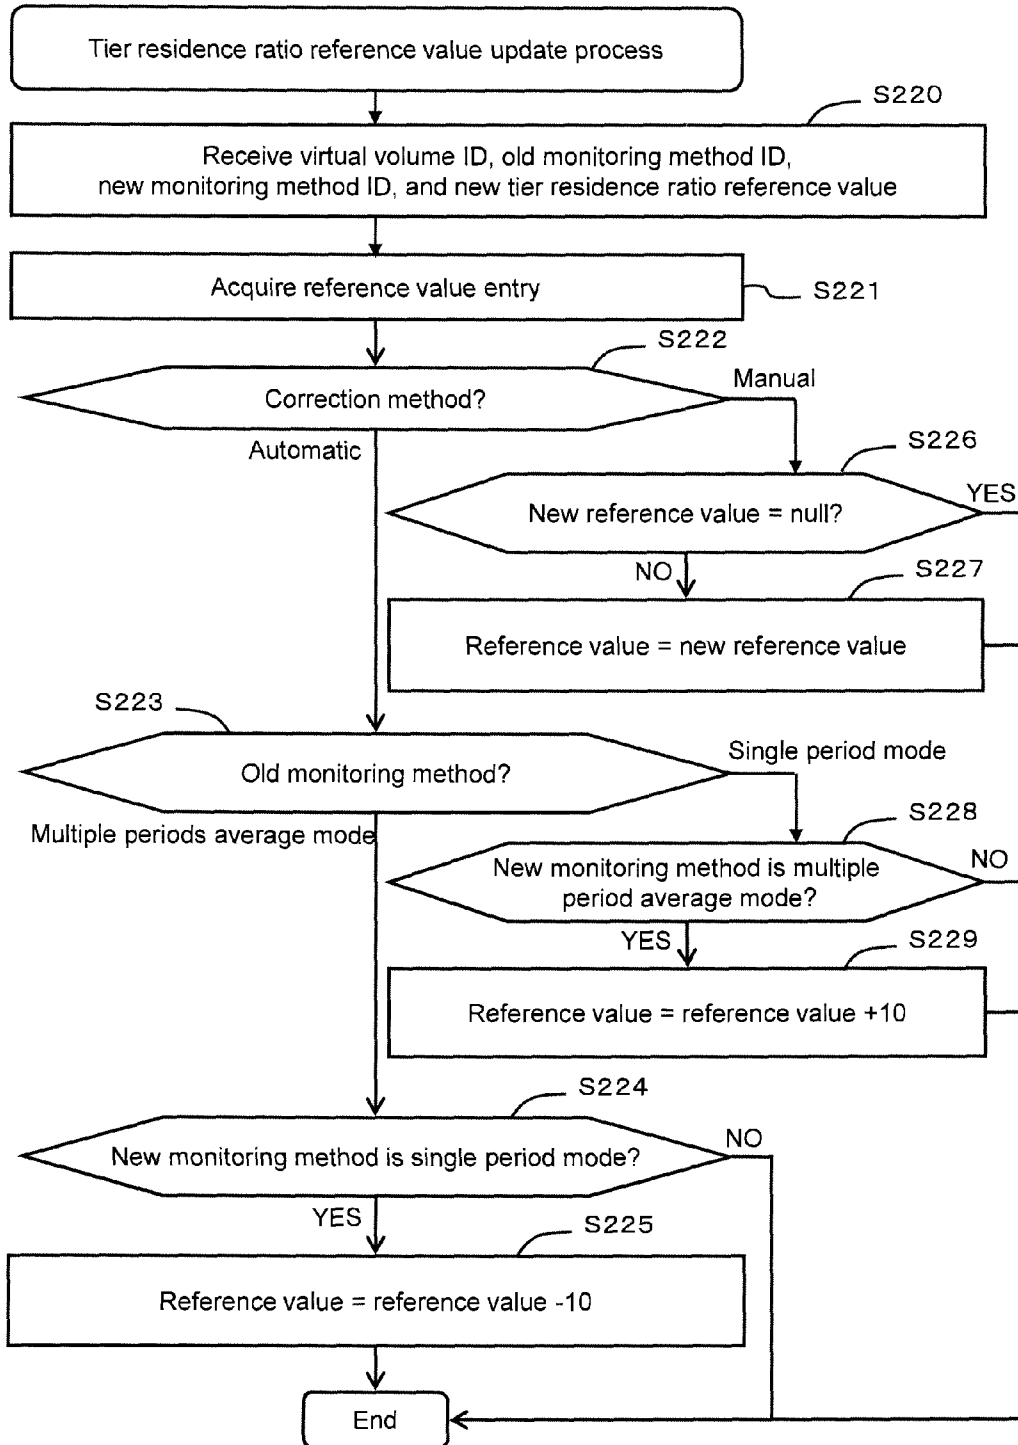 Tier residence ratio reference value update process
S220
Receive virtual volume ID, old monitoring method ID,
new monitoring method ID, and new tier residence ratio reference value
Acquire reference value entry
S221
S222
Correction method?
Manual
Automatic
S226
New reference value = null?
YES
NO
S227
Reference value = new reference value
S223
Old monitoring method?
Single period mode
Multiple periods average mode
S228
New monitoring method is multiple
period average mode?
NO
YES
S229
Reference value = reference value +10
S224
New monitoring method is single period mode?
NO
YES
S225
Reference value = reference value -10
End